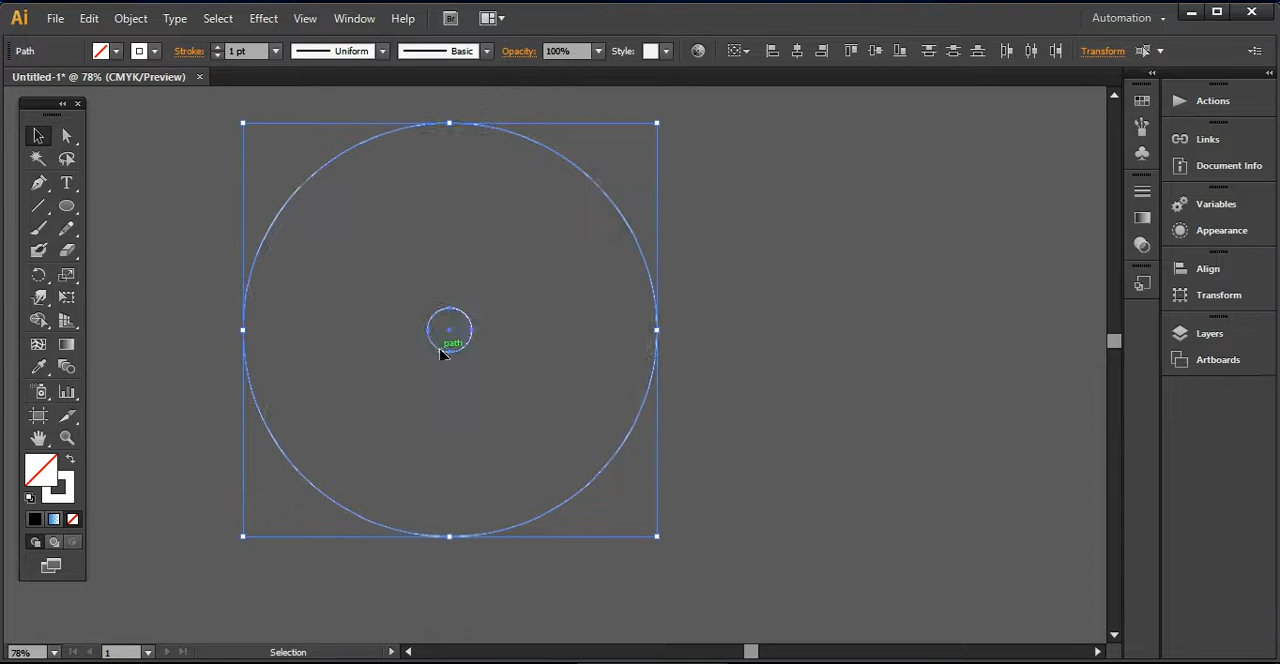 Ai File Edit Object Type Select Effect View Window Help Br Automation
Path Stroke: 1 pt Uniform Basic Opacity: 100% Style: Transform
Untitled-1* @ 78% (CMYK/Preview)
Actions
Links
Document Info
Variables
Appearance
Align
Transform
Layers
Artboards
path
T
78% 1 Selection